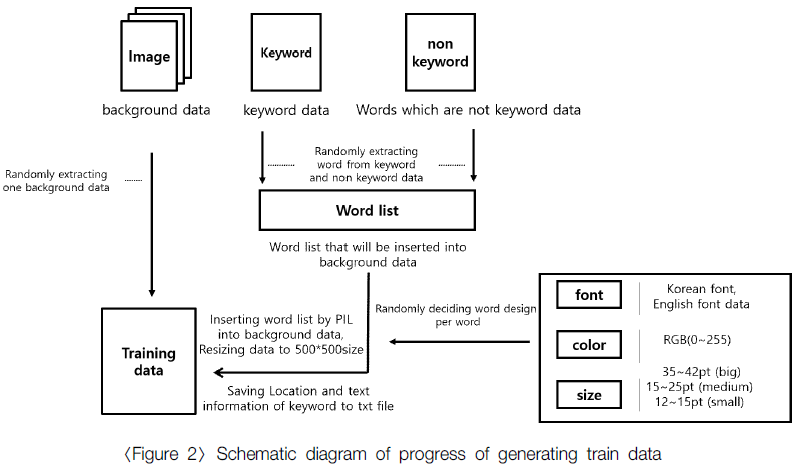 Image
Keyword
non
keyword
background data
keyword data
Words which are not keyword data
Randomly extracting
one background data
Randomly extracting
word from keyword
and non keyword data
Word list
Word list that will be inserted into
background data
Training
data
Inserting word list by PIL
into background data,
Resizing data to 500*500size
Saving Location and text
information of keyword to txt file
Randomly deciding word design
per word
font
Korean font,
English font data
color
RGB(0~255)
size
35~42pt (big)
15~25pt (medium)
12~15pt (small)
〈Figure 2〉 Schematic diagram of progress of generating train data